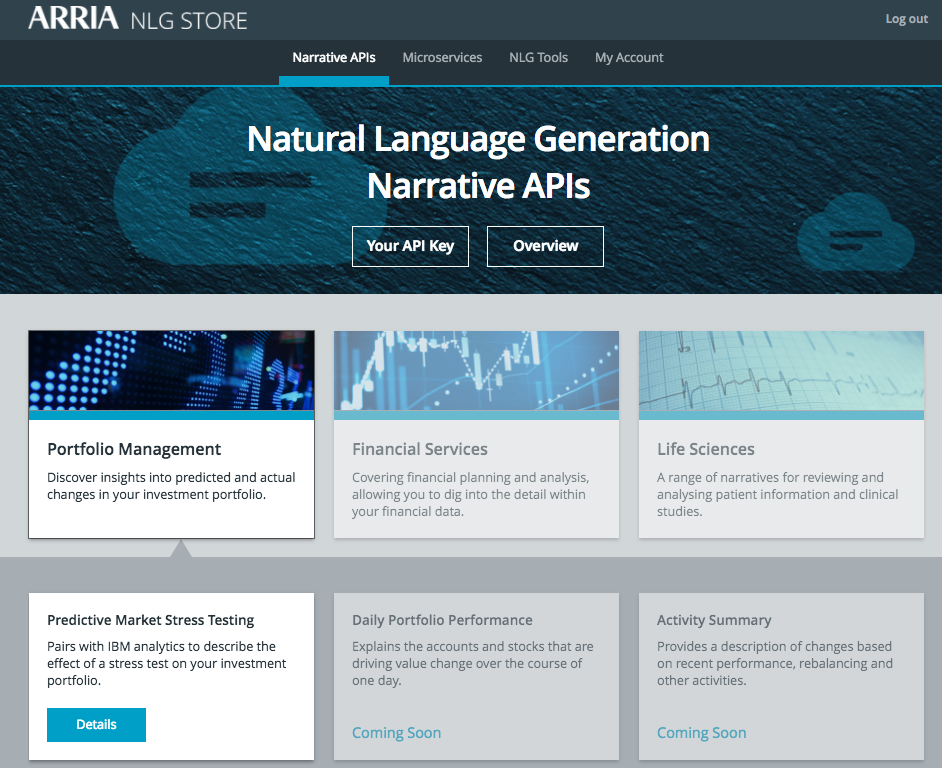 ARRIA NLG STORE
Log out
Narrative APIs
Microservices
NLG Tools
My Account
Natural Language Generation
Narrative APIs
Your API Key
Overview
Portfolio Management
Discover insights into predicted and actual
changes in your investment portfolio.
Financial Services
Covering financial planning and analysis,
allowing you to dig into the detail within
your financial data.
Life Sciences
A range of narratives for reviewing and
analysing patient information and clinical
studies.
Predictive Market Stress Testing
Pairs with IBM analytics to describe the
effect of a stress test on your investment
portfolio.
Details
Daily Portfolio Performance
Explains the accounts and stocks that are
driving value change over the course of
one day.
Coming Soon
Activity Summary
Provides a description of changes based
on recent performance, rebalancing and
other activities.
Coming Soon